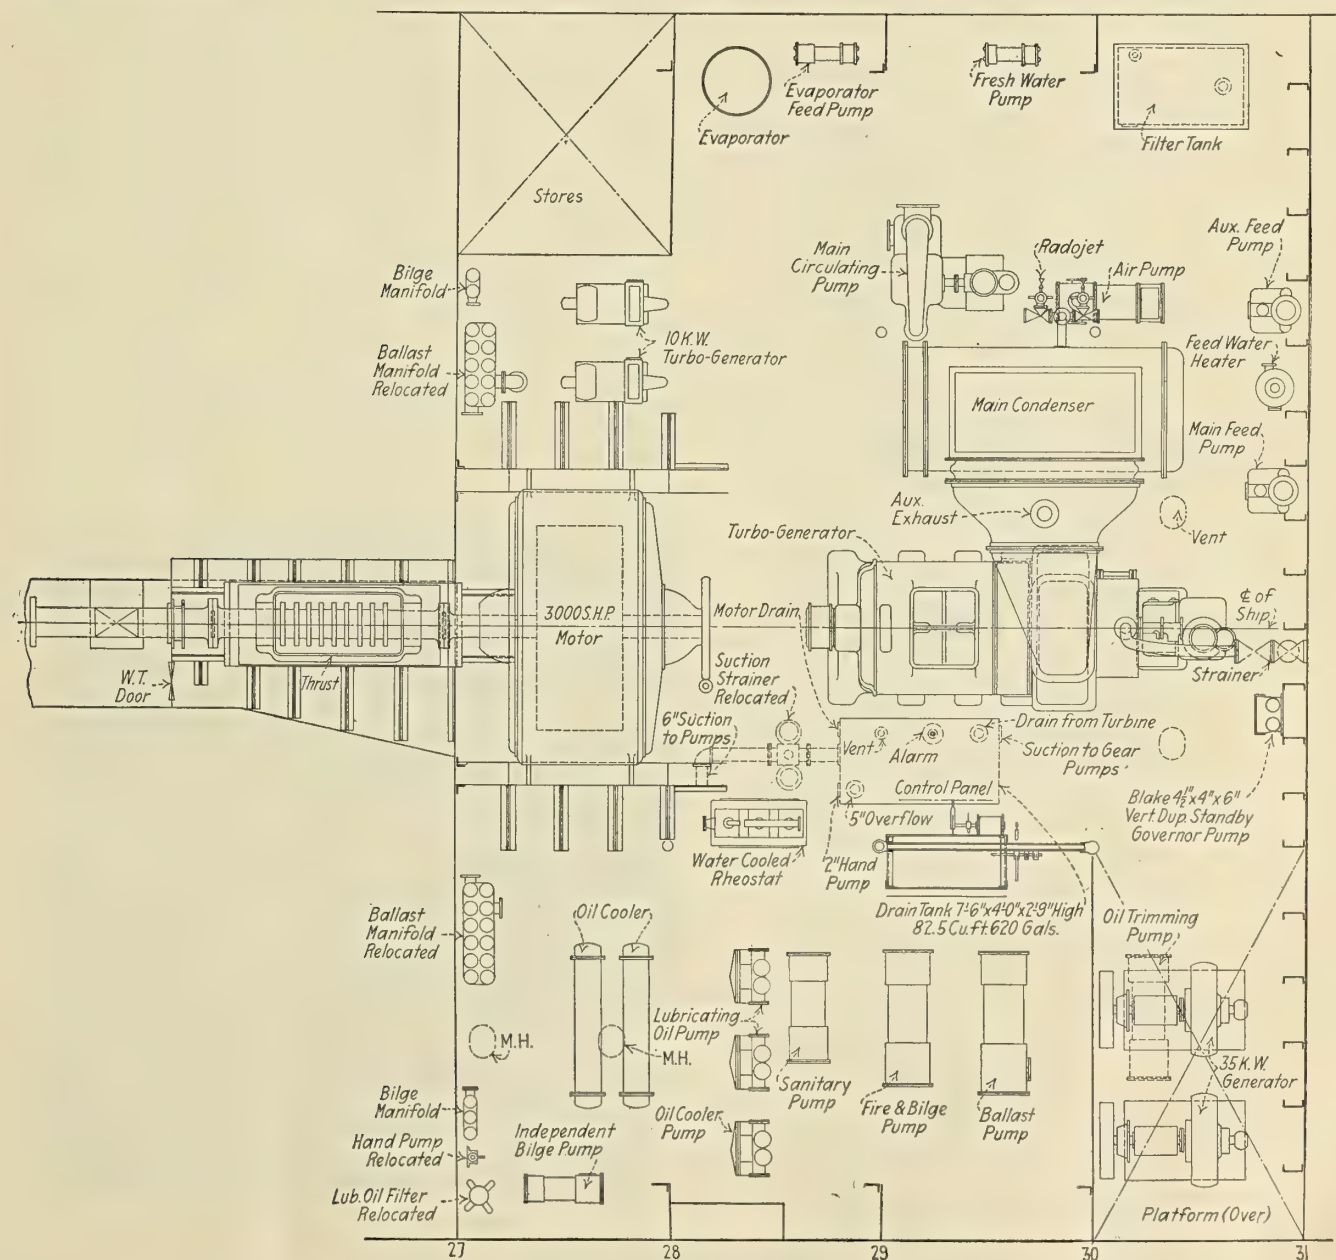 Evaporator
Feed Pump
Evaporator
Fresh Water
Pump
Filter Tank
Stores
Bilge
Manifold
Main
Circulating
Pump
Radojet
Air Pump
Aux. Feed
Pump
Ballast
Manifold
Relocated
10 K.W.
Turbo-Generator
Feed Water
Heater
Main Condenser
Main Feed
Pump
Aux.
Exhaust
Vent
Turbo-Generator
3000 S.H.P.
Motor
Motor Drain
℄ of
Ship
Strainer
W.T.
Door
Thrust
Suction
Strainer
Relocated
6" Suction
to Pumps
Vent
Alarm
Drain from Turbine
Suction to Gear
Pumps
Control Panel
5" Overflow
Blake 4½"x4"x6"
Vert. Dup. Standby
Governor Pump
Water Cooled
Rheostat
2" Hand
Pump
Drain Tank 7'-6"x4'-0"x2'-9" High
82.5 Cu.ft. 620 Gals.
Oil Trimming
Pump
Ballast
Manifold
Relocated
Oil Cooler
Lubricating
Oil Pump
M.H.
M.H.
Sanitary
Pump
Fire & Bilge
Pump
Ballast
Pump
35 K.W.
Generator
Bilge
Manifold
Hand Pump
Relocated
Independent
Bilge Pump
Oil Cooler
Pump
Lub. Oil Filter
Relocated
Platform (Over)
27 28 29 30 31